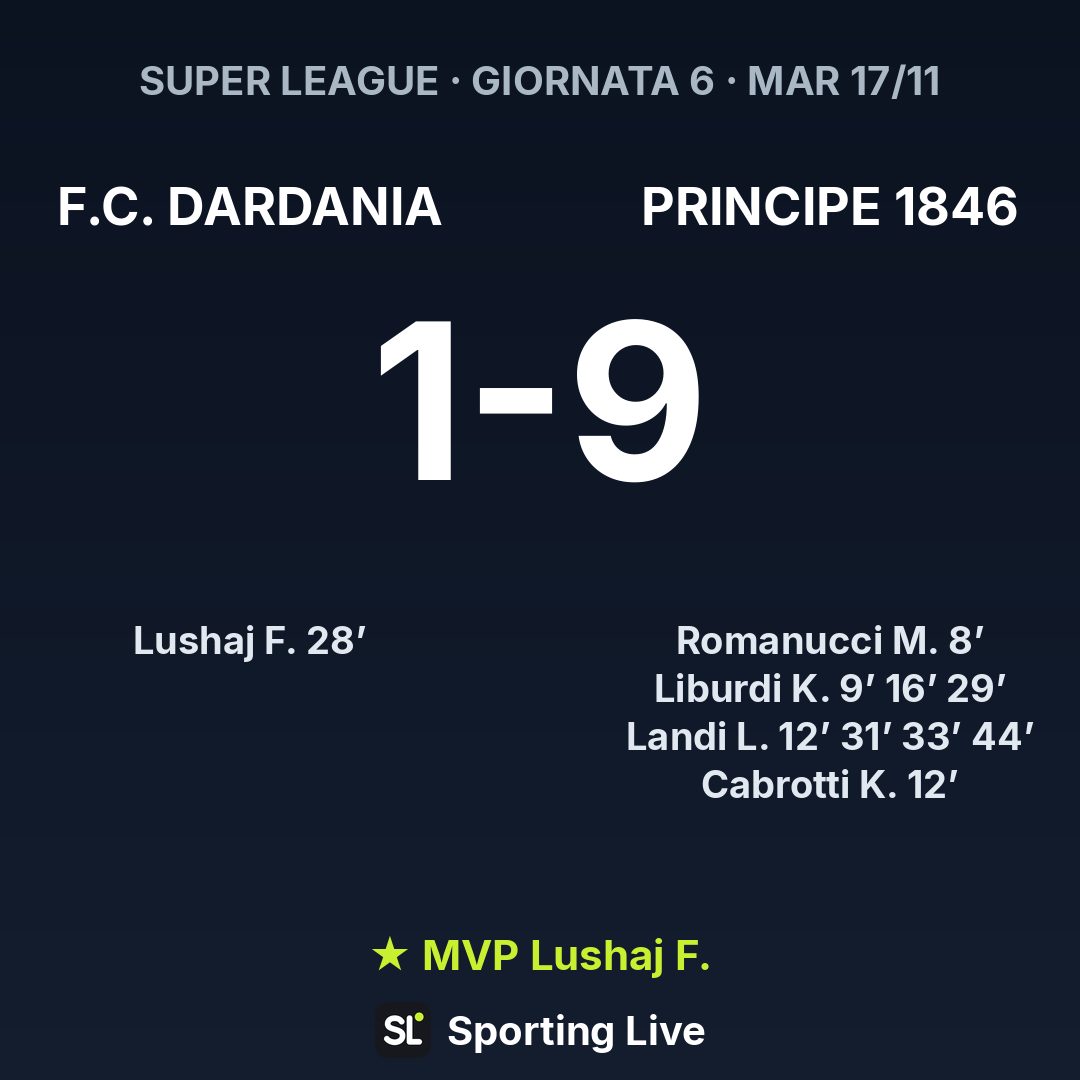 SUPER LEAGUE · GIORNATA 6 · MAR 17/11
F.C. DARDANIA
PRINCIPE 1846
1-9
Lushaj F. 28′
Romanucci M. 8′
Liburdi K. 9′ 16′ 29′
Landi L. 12′ 31′ 33′ 44′
Cabrotti K. 12′
★ MVP Lushaj F.
SL Sporting Live